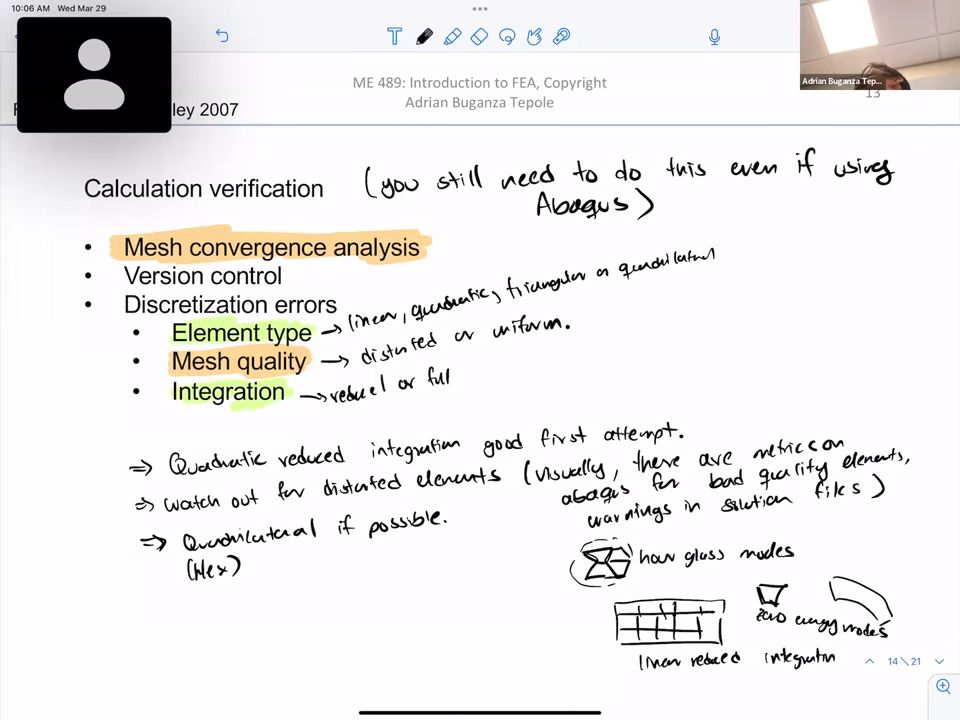 10:06 AM Wed Mar 29
ME 489: Introduction to FEA, Copyright
Adrian Buganza Tepole
Adrian Buganza Tep...
13
ley 2007
Calculation verification
(you still need to do this even if using
Abaqus)
• Mesh convergence analysis
• Version control
• Discretization errors
• Element type → linear, quadratic, triangular or quadrilateral
• Mesh quality → distorted or uniform.
• Integration → reduced or full
⇒ Quadratic reduced integration good first attempt.
⇒ watch out for distorted elements (visually, there are metrics on
abaqus for bad quality elements,
warnings in solution files)
⇒ Quadrilateral if possible.
(Hex)
hour glass modes
zero energy modes
linear reduced integration
14\21